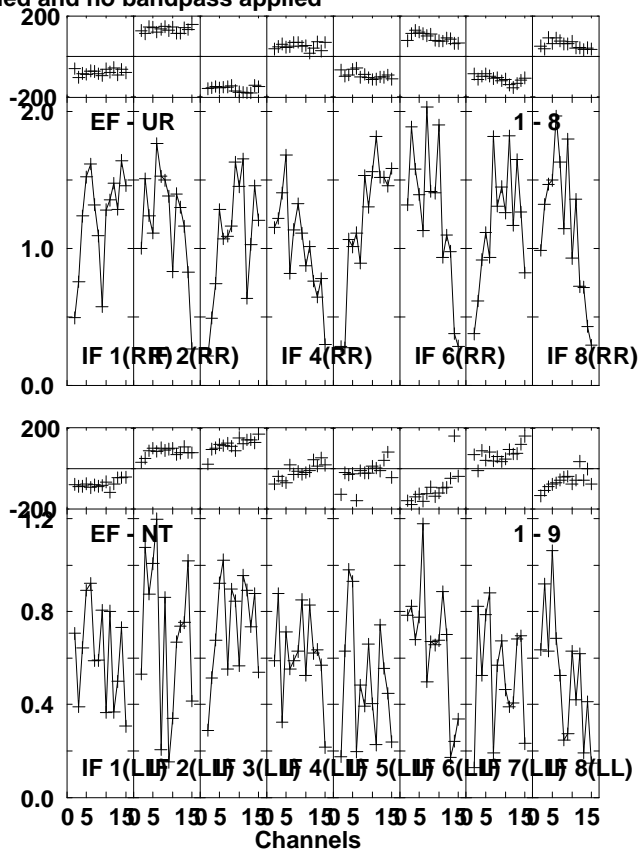 ed and no bandpass applied
200
-200
2.0
EF - UR 1 - 8
1.0
IF 1(RR) IF 2(RR) IF 4(RR) IF 6(RR) IF 8(RR)
0.0
200
-200
1.2
EF - NT 1 - 9
0.8
0.4
IF 1(LL) IF 2(LL) IF 3(LL) IF 4(LL) IF 5(LL) IF 6(LL) IF 7(LL) IF 8(LL)
0.0
0 5 15 0 5 15 0 5 15 0 5 15 0 5 15 0 5 15 0 5 15 0 5 15
Channels